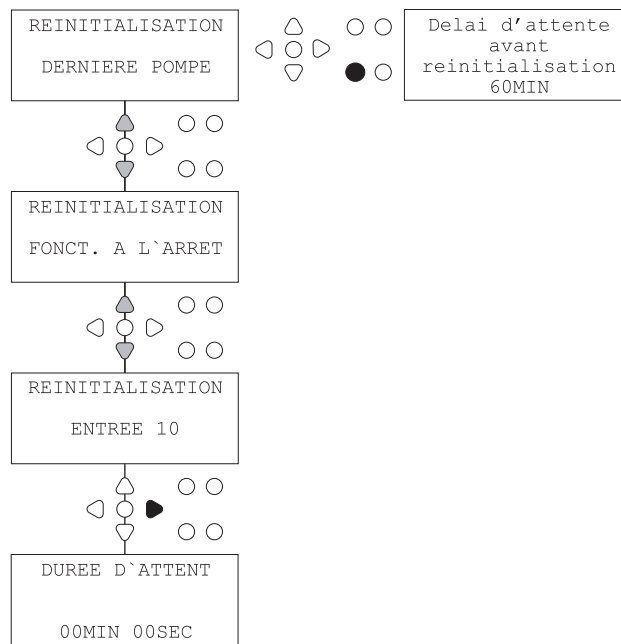 REINITIALISATION
DERNIERE POMPE
Delai d'attente
avant
reinitialisation
60MIN
REINITIALISATION
FONCT. A L`ARRET
REINITIALISATION
ENTREE 10
DUREE D`ATTENT
00MIN 00SEC